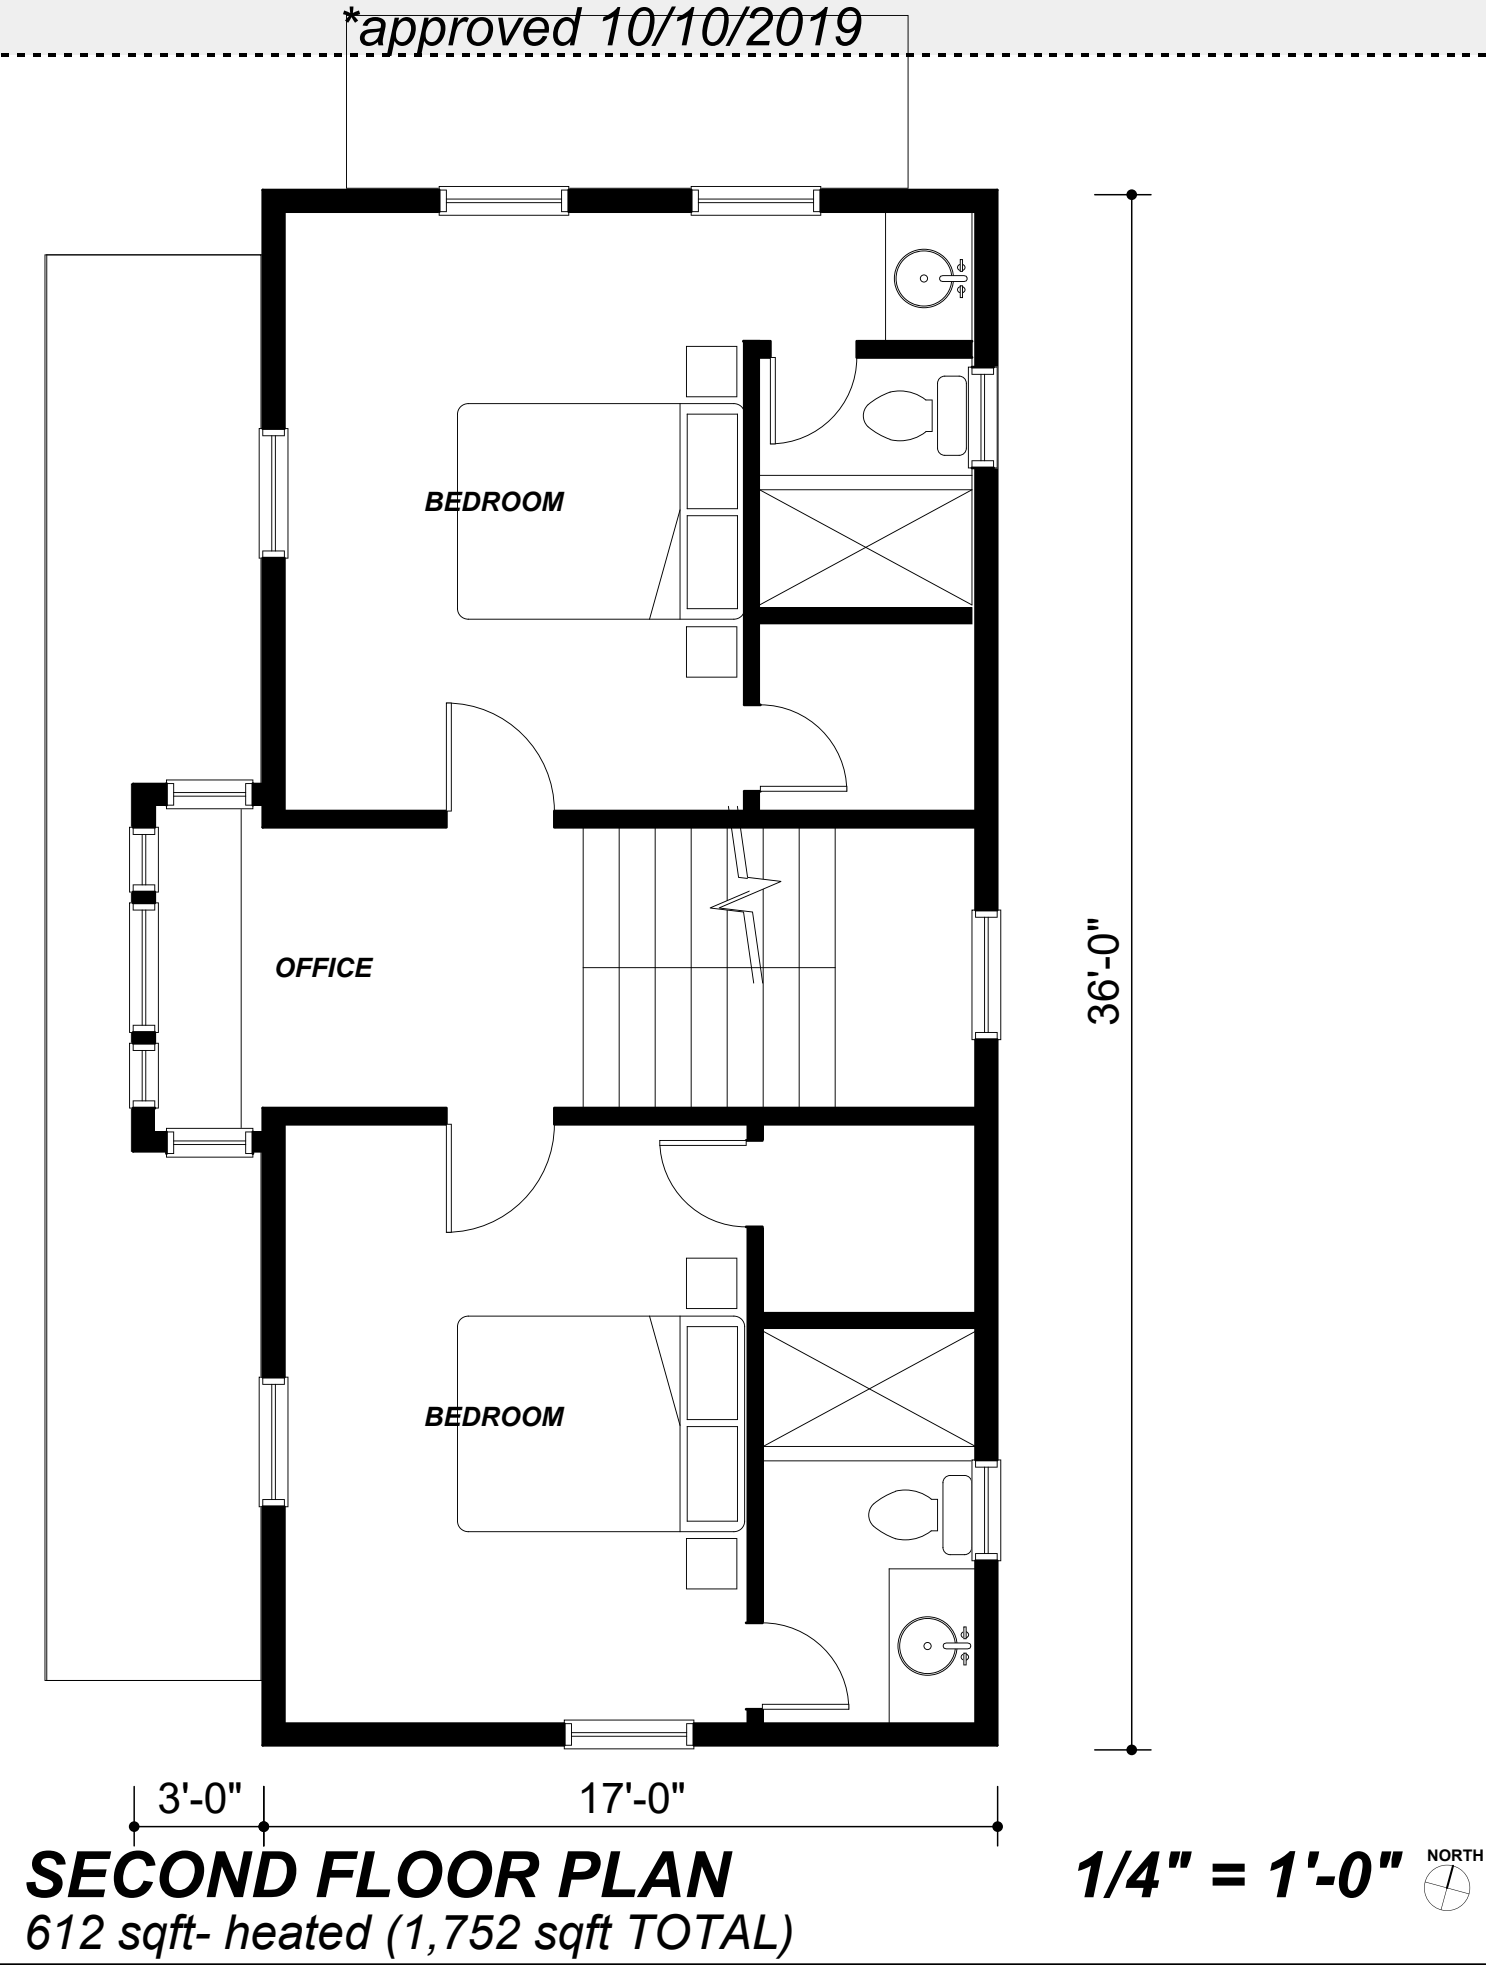 *approved 10/10/2019
BEDROOM
OFFICE
36'-0"
BEDROOM
3'-0"
17'-0"
SECOND FLOOR PLAN
1/4" = 1'-0"
NORTH
612 sqft- heated (1,752 sqft TOTAL)